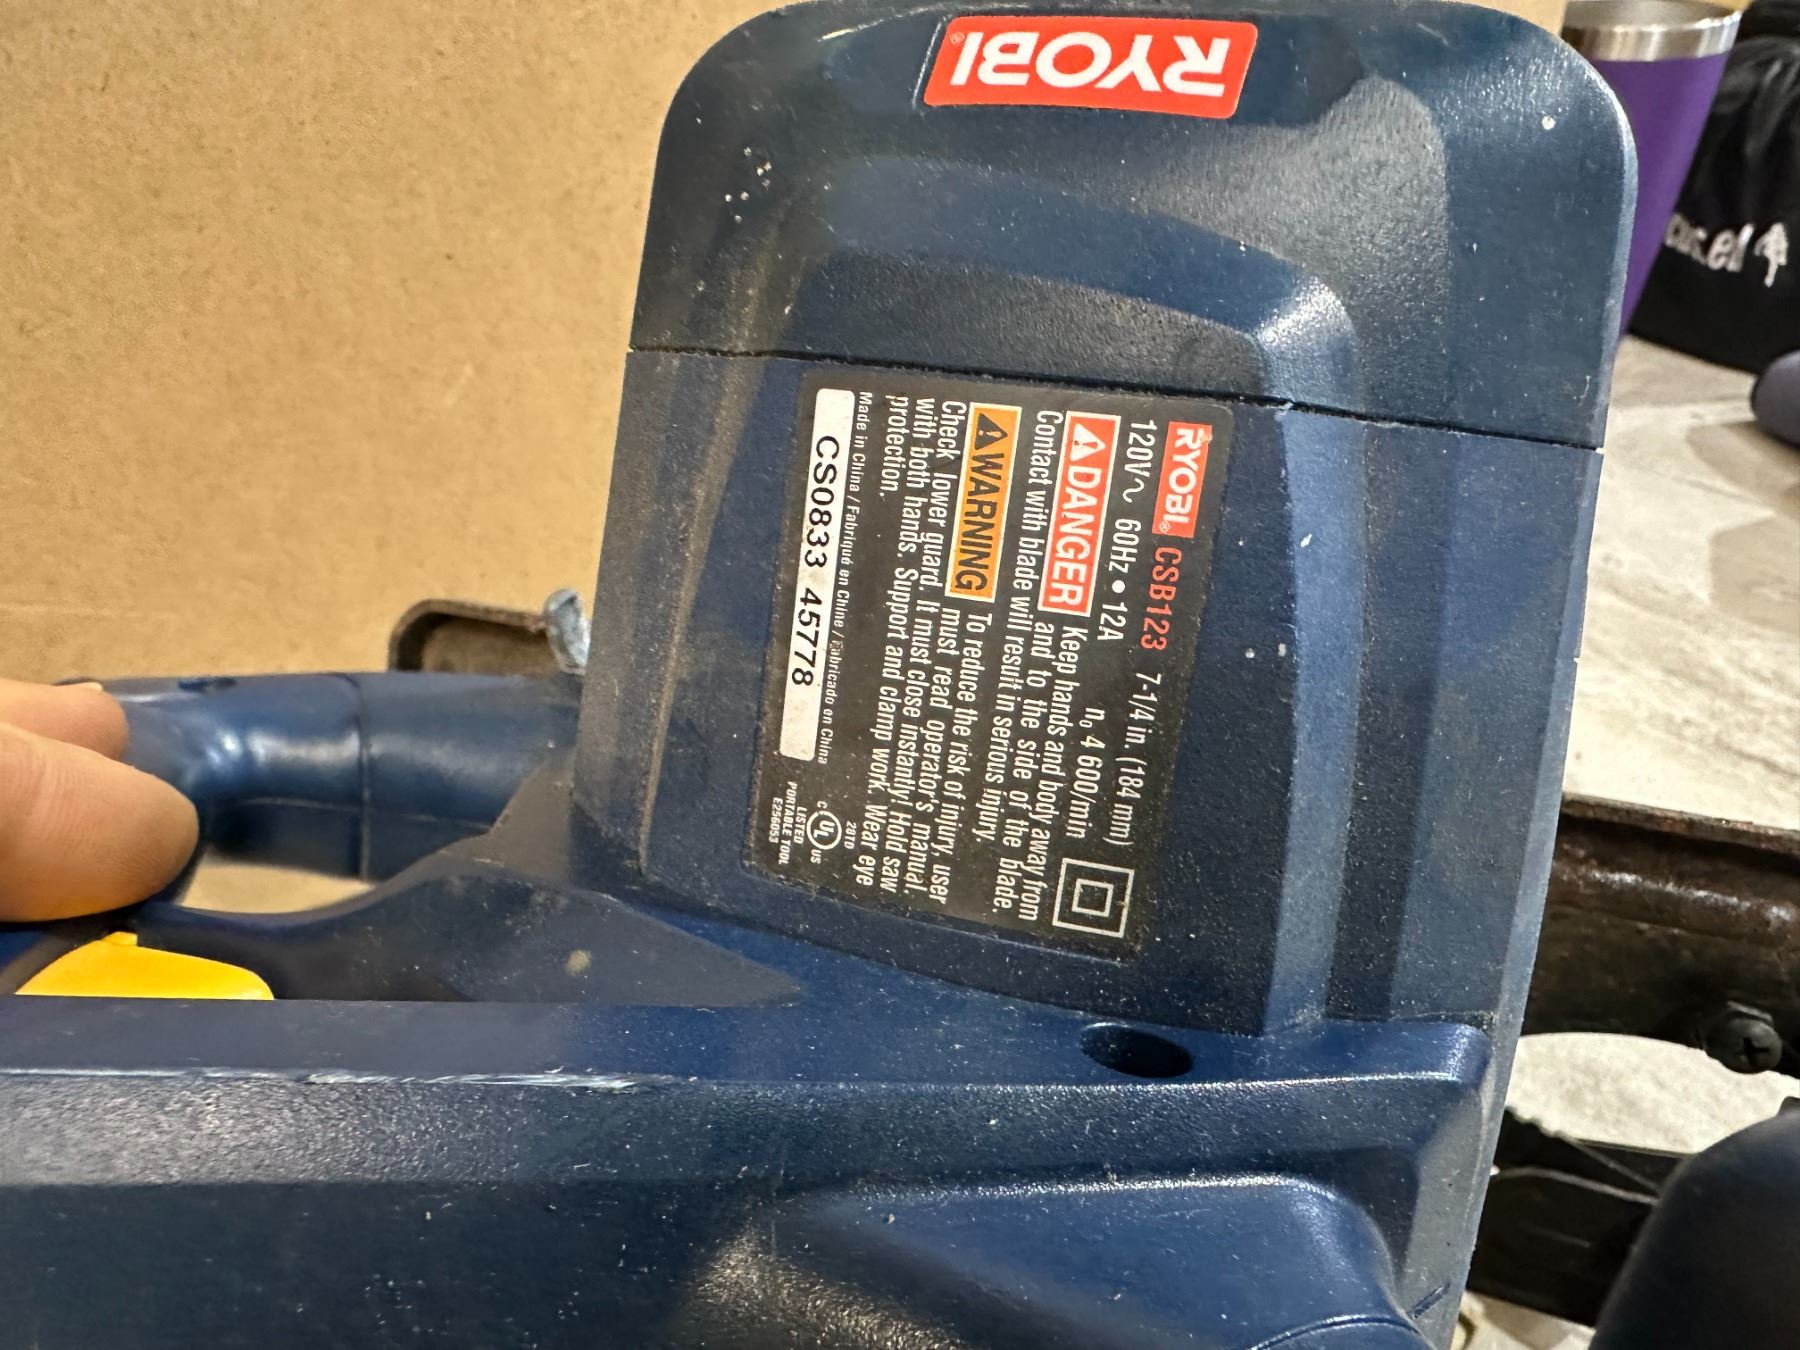 RYOBI®
RYOBI® CSB123 7-1/4 in. (184 mm)
120V~ 60Hz • 12A n₀ 4 600/min
⚠DANGER Keep hands and body away from
and to the side of the blade.
Contact with blade will result in serious injury.
⚠WARNING To reduce the risk of injury, user
must read operator's manual.
Check lower guard. It must close instantly! Hold saw
with both hands. Support and clamp work. Wear eye
protection.
Made in China / Fabriqué en Chine / Fabricado en China
CS0833 45778
28TD
C UL US
LISTED
PORTABLE TOOL
E256053